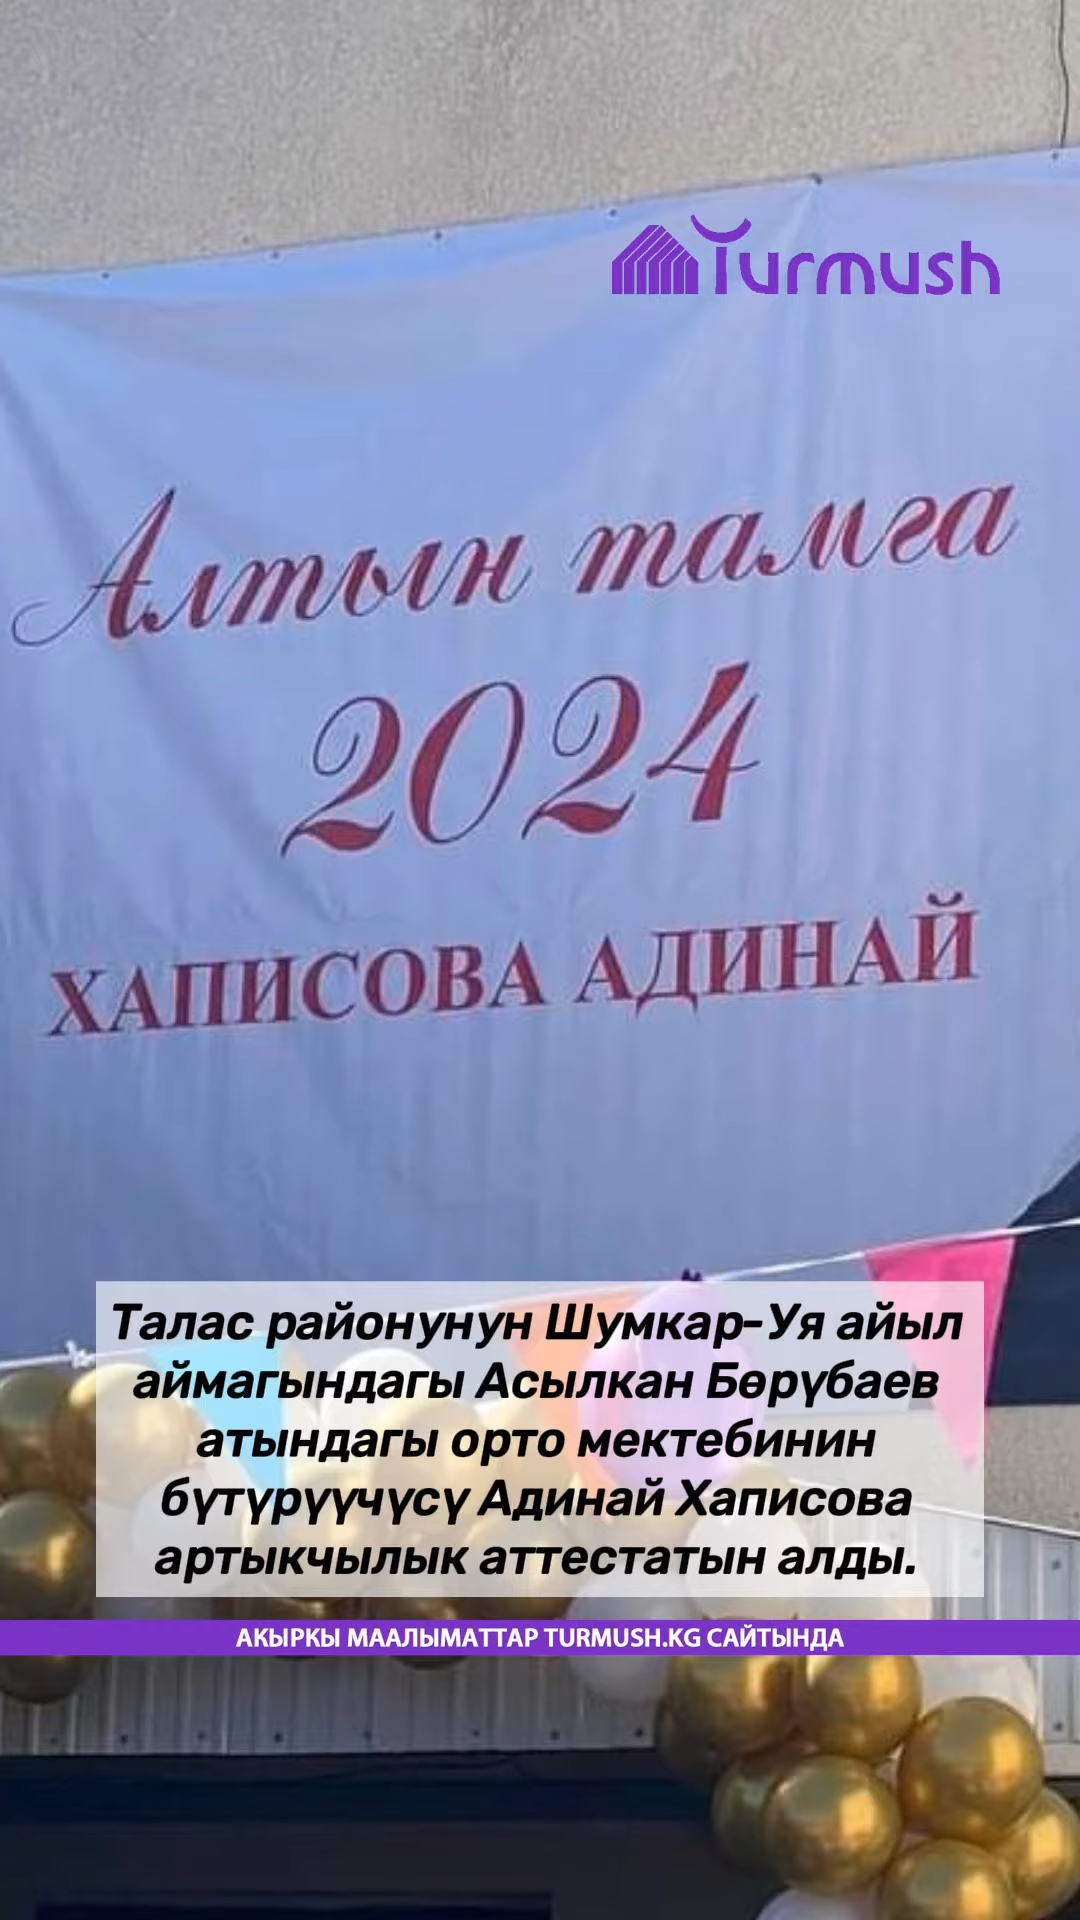 Turmush
Алтын тамга
2024
ХАПИСОВА АДИНАЙ
Талас районунун Шумкар-Уя айыл
аймагындагы Асылкан Бөрүбаев
атындагы орто мектебинин
бүтүрүүчүсү Адинай Хаписова
артыкчылык аттестатын алды.
АКЫРКЫ МААЛЫМАТТАР TURMUSH.KG САЙТЫНДА